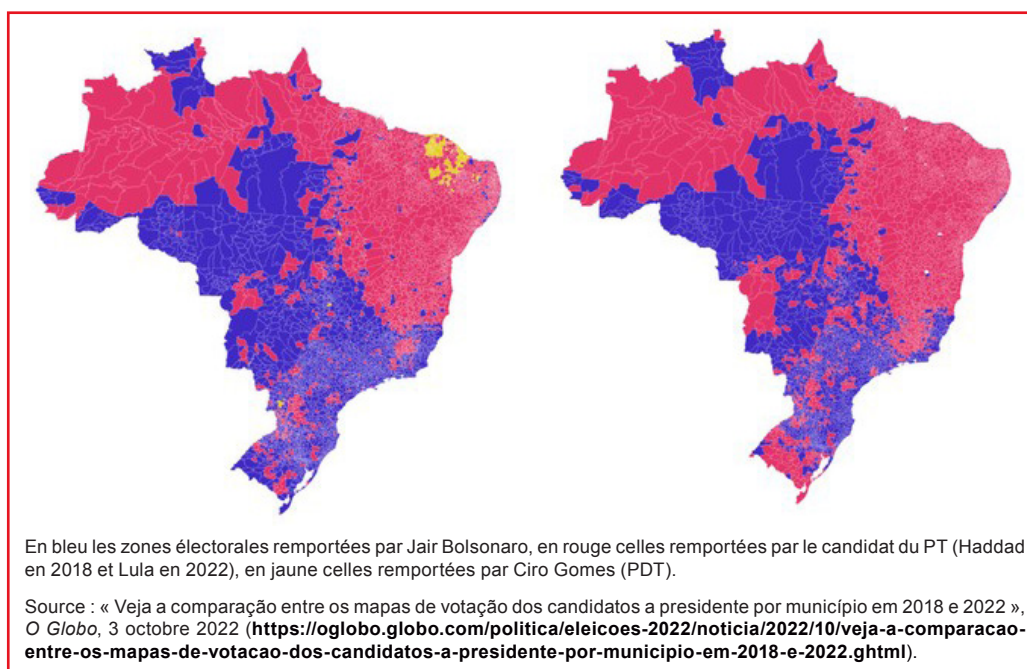 En bleu les zones électorales remportées par Jair Bolsonaro, en rouge celles remportées par le candidat du PT (Haddad
en 2018 et Lula en 2022), en jaune celles remportées par Ciro Gomes (PDT).
Source : « Veja a comparação entre os mapas de votação dos candidatos a presidente por município em 2018 e 2022 »,
O Globo, 3 octobre 2022 (https://oglobo.globo.com/politica/eleicoes-2022/noticia/2022/10/veja-a-comparacao-
entre-os-mapas-de-votacao-dos-candidatos-a-presidente-por-municipio-em-2018-e-2022.ghtml).